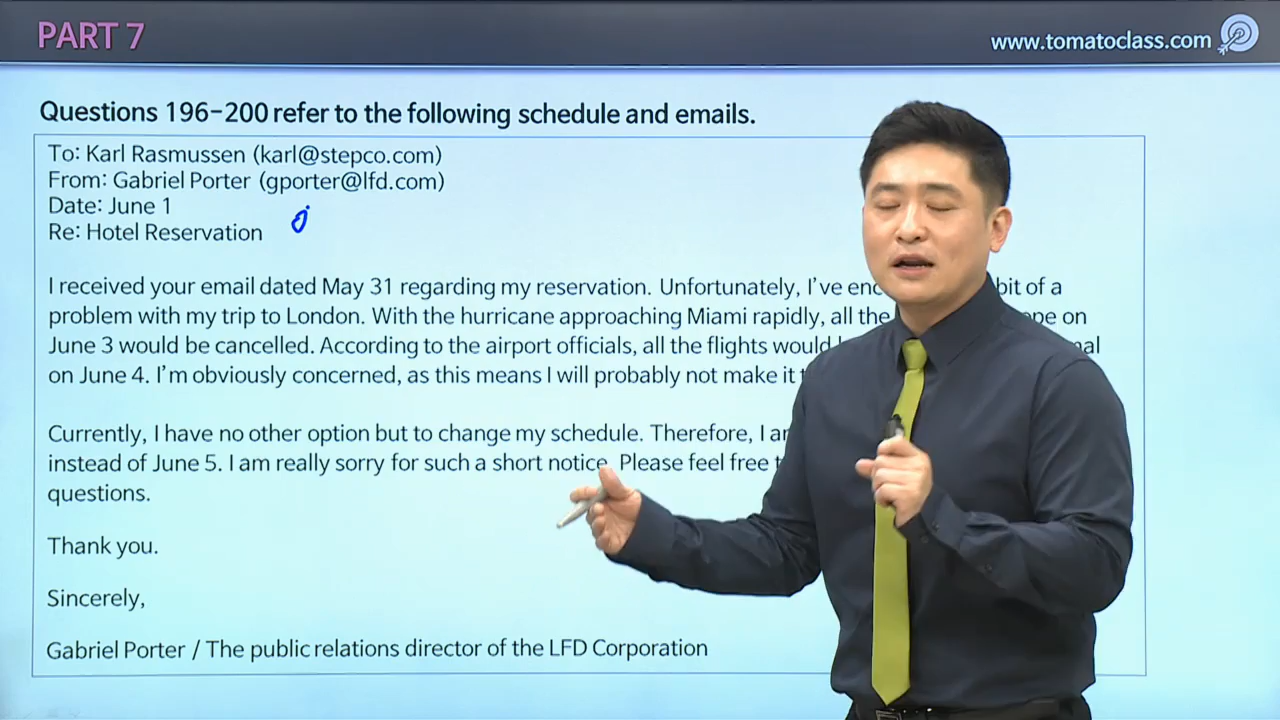 PART 7
www.tomatoclass.com
Questions 196-200 refer to the following schedule and emails.
To: Karl Rasmussen (karl@stepco.com)
From: Gabriel Porter (gporter@lfd.com)
Date: June 1
Re: Hotel Reservation
I received your email dated May 31 regarding my reservation. Unfortunately, I've bit of a
problem with my trip to London. With the hurricane approaching Miami rapidly, all the on
June 3 would be cancelled. According to the airport officials, all the flights would
on June 4. I'm obviously concerned, as this means I will probably not make it
Currently, I have no other option but to change my schedule. Therefore, I
instead of June 5. I am really sorry for such a short notice. Please feel free
questions.
Thank you.
Sincerely,
Gabriel Porter / The public relations director of the LFD Corporation